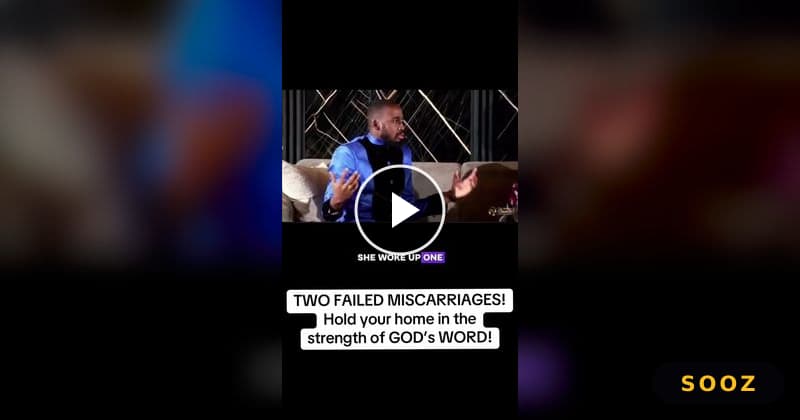 SHE WOKE UP ONE
TWO FAILED MISCARRIAGES!
Hold your home in the
strength of GOD's WORD!
SOOZ